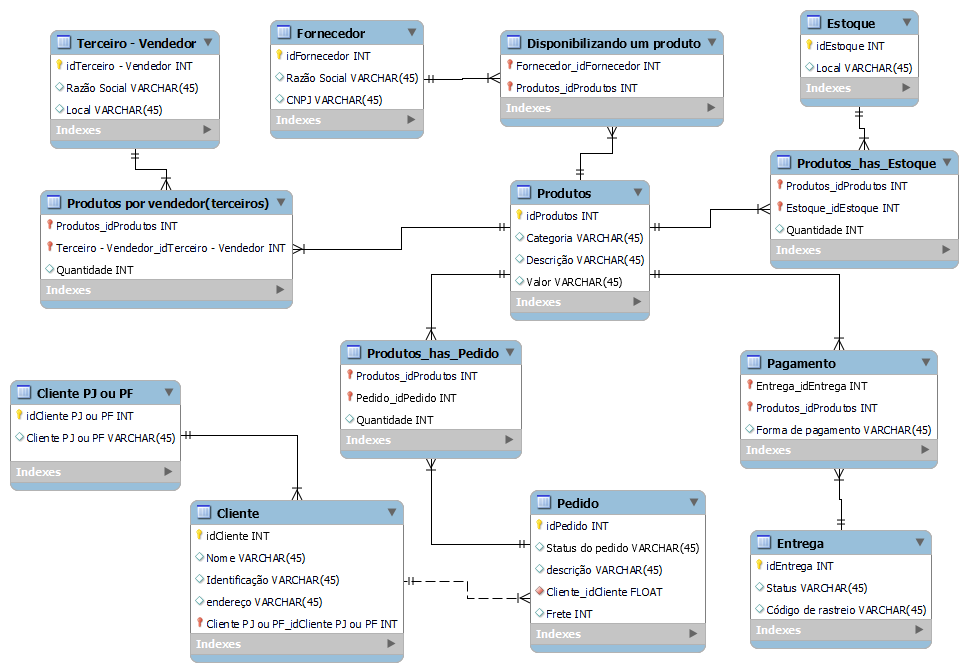 Terceiro - Vendedor
idTerceiro - Vendedor INT
Razão Social VARCHAR(45)
Local VARCHAR(45)
Indexes
Fornecedor
idFornecedor INT
Razão Social VARCHAR(45)
CNPJ VARCHAR(45)
Indexes
Disponibilizando um produto
Fornecedor_idFornecedor INT
Produtos_idProdutos INT
Indexes
Estoque
idEstoque INT
Local VARCHAR(45)
Indexes
Produtos por vendedor(terceiros)
Produtos_idProdutos INT
Terceiro - Vendedor_idTerceiro - Vendedor INT
Quantidade INT
Indexes
Produtos
idProdutos INT
Categoria VARCHAR(45)
Descrição VARCHAR(45)
Valor VARCHAR(45)
Indexes
Produtos_has_Estoque
Produtos_idProdutos INT
Estoque_idEstoque INT
Quantidade INT
Indexes
Produtos_has_Pedido
Produtos_idProdutos INT
Pedido_idPedido INT
Quantidade INT
Indexes
Pagamento
Entrega_idEntrega INT
Produtos_idProdutos INT
Forma de pagamento VARCHAR(45)
Indexes
Cliente PJ ou PF
idCliente PJ ou PF INT
Cliente PJ ou PF VARCHAR(45)
Indexes
Cliente
idCliente INT
Nome VARCHAR(45)
Identificação VARCHAR(45)
endereço VARCHAR(45)
Cliente PJ ou PF_idCliente PJ ou PF INT
Indexes
Pedido
idPedido INT
Status do pedido VARCHAR(45)
descrição VARCHAR(45)
Cliente_idCliente FLOAT
Frete INT
Indexes
Entrega
idEntrega INT
Status VARCHAR(45)
Código de rastreio VARCHAR(45)
Indexes